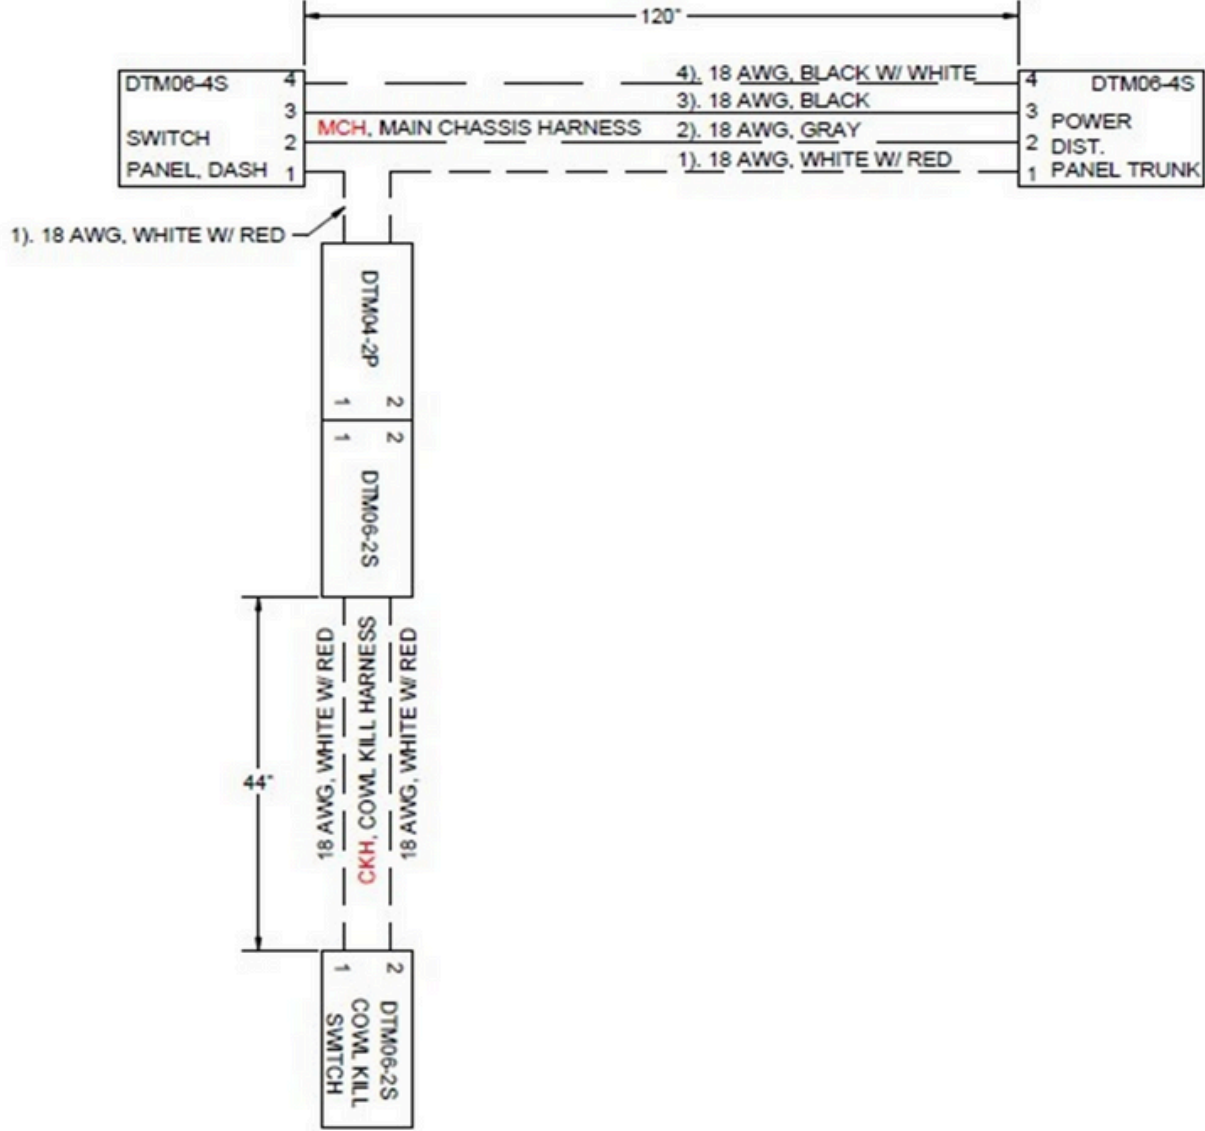 120"
DTM06-4S
4
3
SWITCH
2
PANEL, DASH
1
MCH, MAIN CHASSIS HARNESS
4). 18 AWG, BLACK W/ WHITE
3). 18 AWG, BLACK
2). 18 AWG, GRAY
1). 18 AWG, WHITE W/ RED
4
DTM06-4S
3
POWER
2
DIST.
1
PANEL TRUNK
1). 18 AWG, WHITE W/ RED
DTM04-2P
1
2
1
2
DTM06-2S
44"
18 AWG, WHITE W/ RED
CKH, COWL KILL HARNESS
18 AWG, WHITE W/ RED
1
2
DTM06-2S
COWL KILL
SWITCH